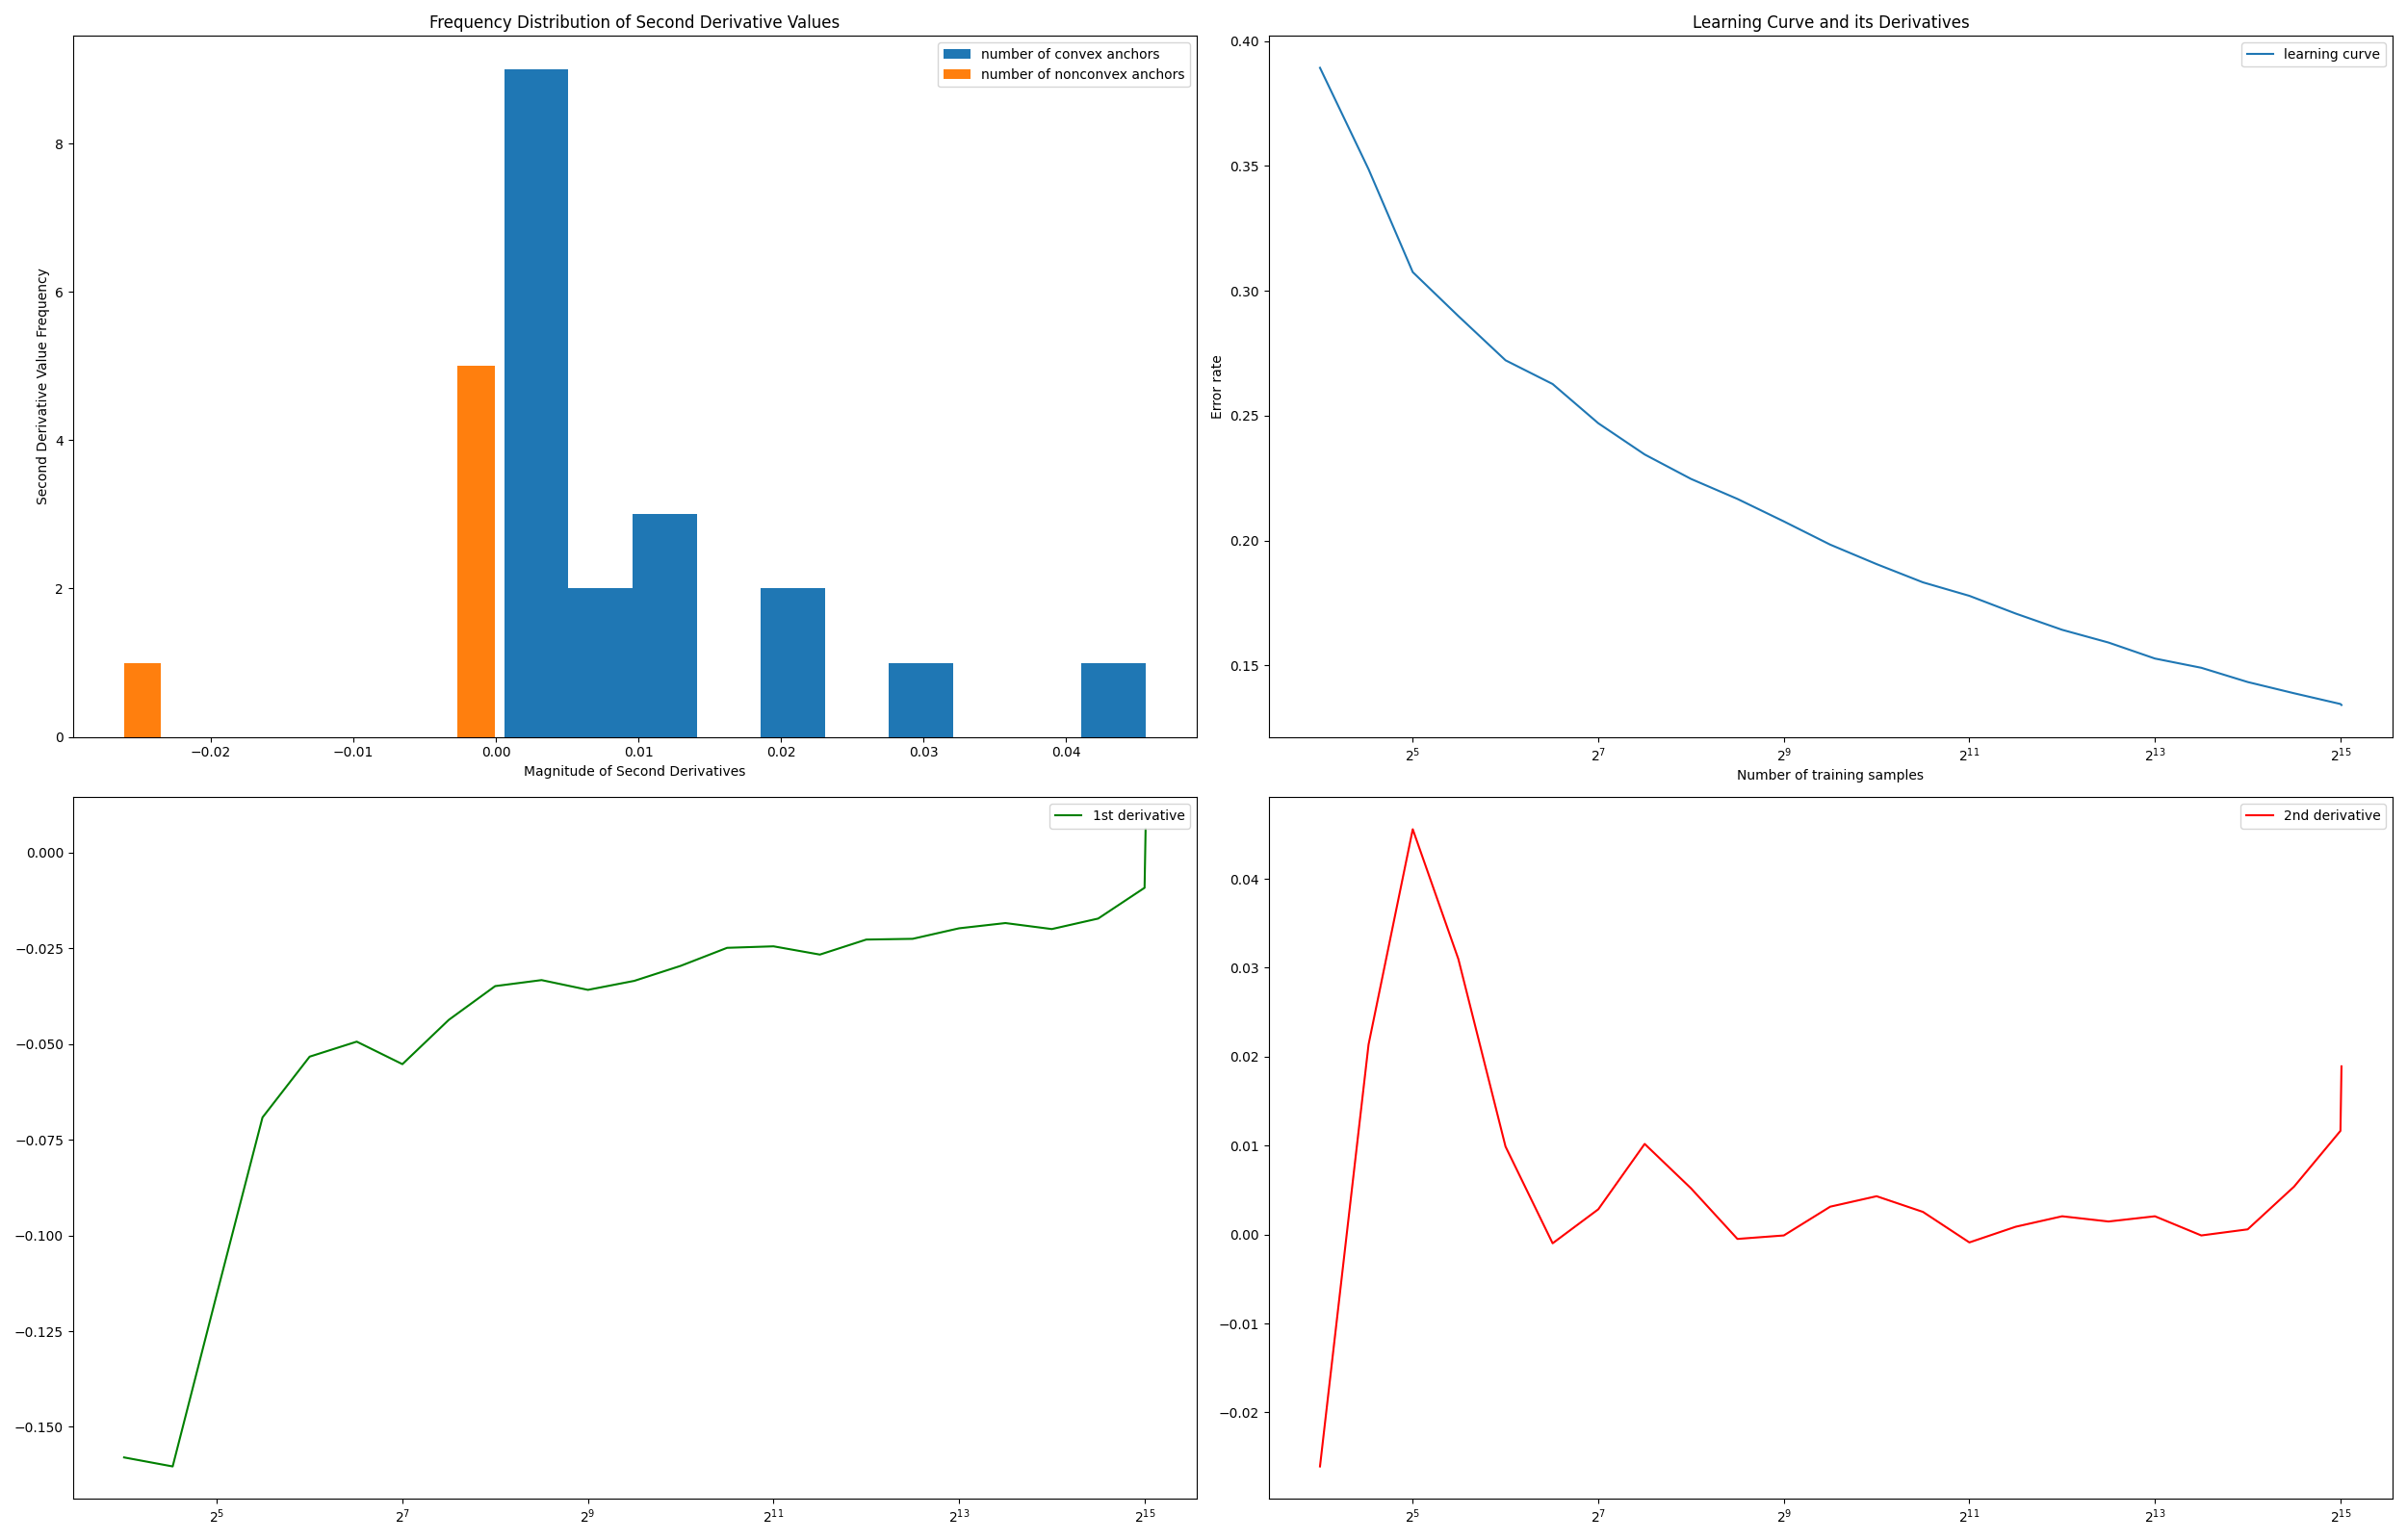 Frequency Distribution of Second Derivative Values
number of convex anchors
number of nonconvex anchors
Second Derivative Value Frequency
8
6
4
2
0
−0.02 −0.01 0.00 0.01 0.02 0.03 0.04
Magnitude of Second Derivatives
Learning Curve and its Derivatives
learning curve
Error rate
0.40
0.35
0.30
0.25
0.20
0.15
2^5 2^7 2^9 2^11 2^13 2^15
Number of training samples
1st derivative
0.000
−0.025
−0.050
−0.075
−0.100
−0.125
−0.150
2^5 2^7 2^9 2^11 2^13 2^15
2nd derivative
0.04
0.03
0.02
0.01
0.00
−0.01
−0.02
2^5 2^7 2^9 2^11 2^13 2^15